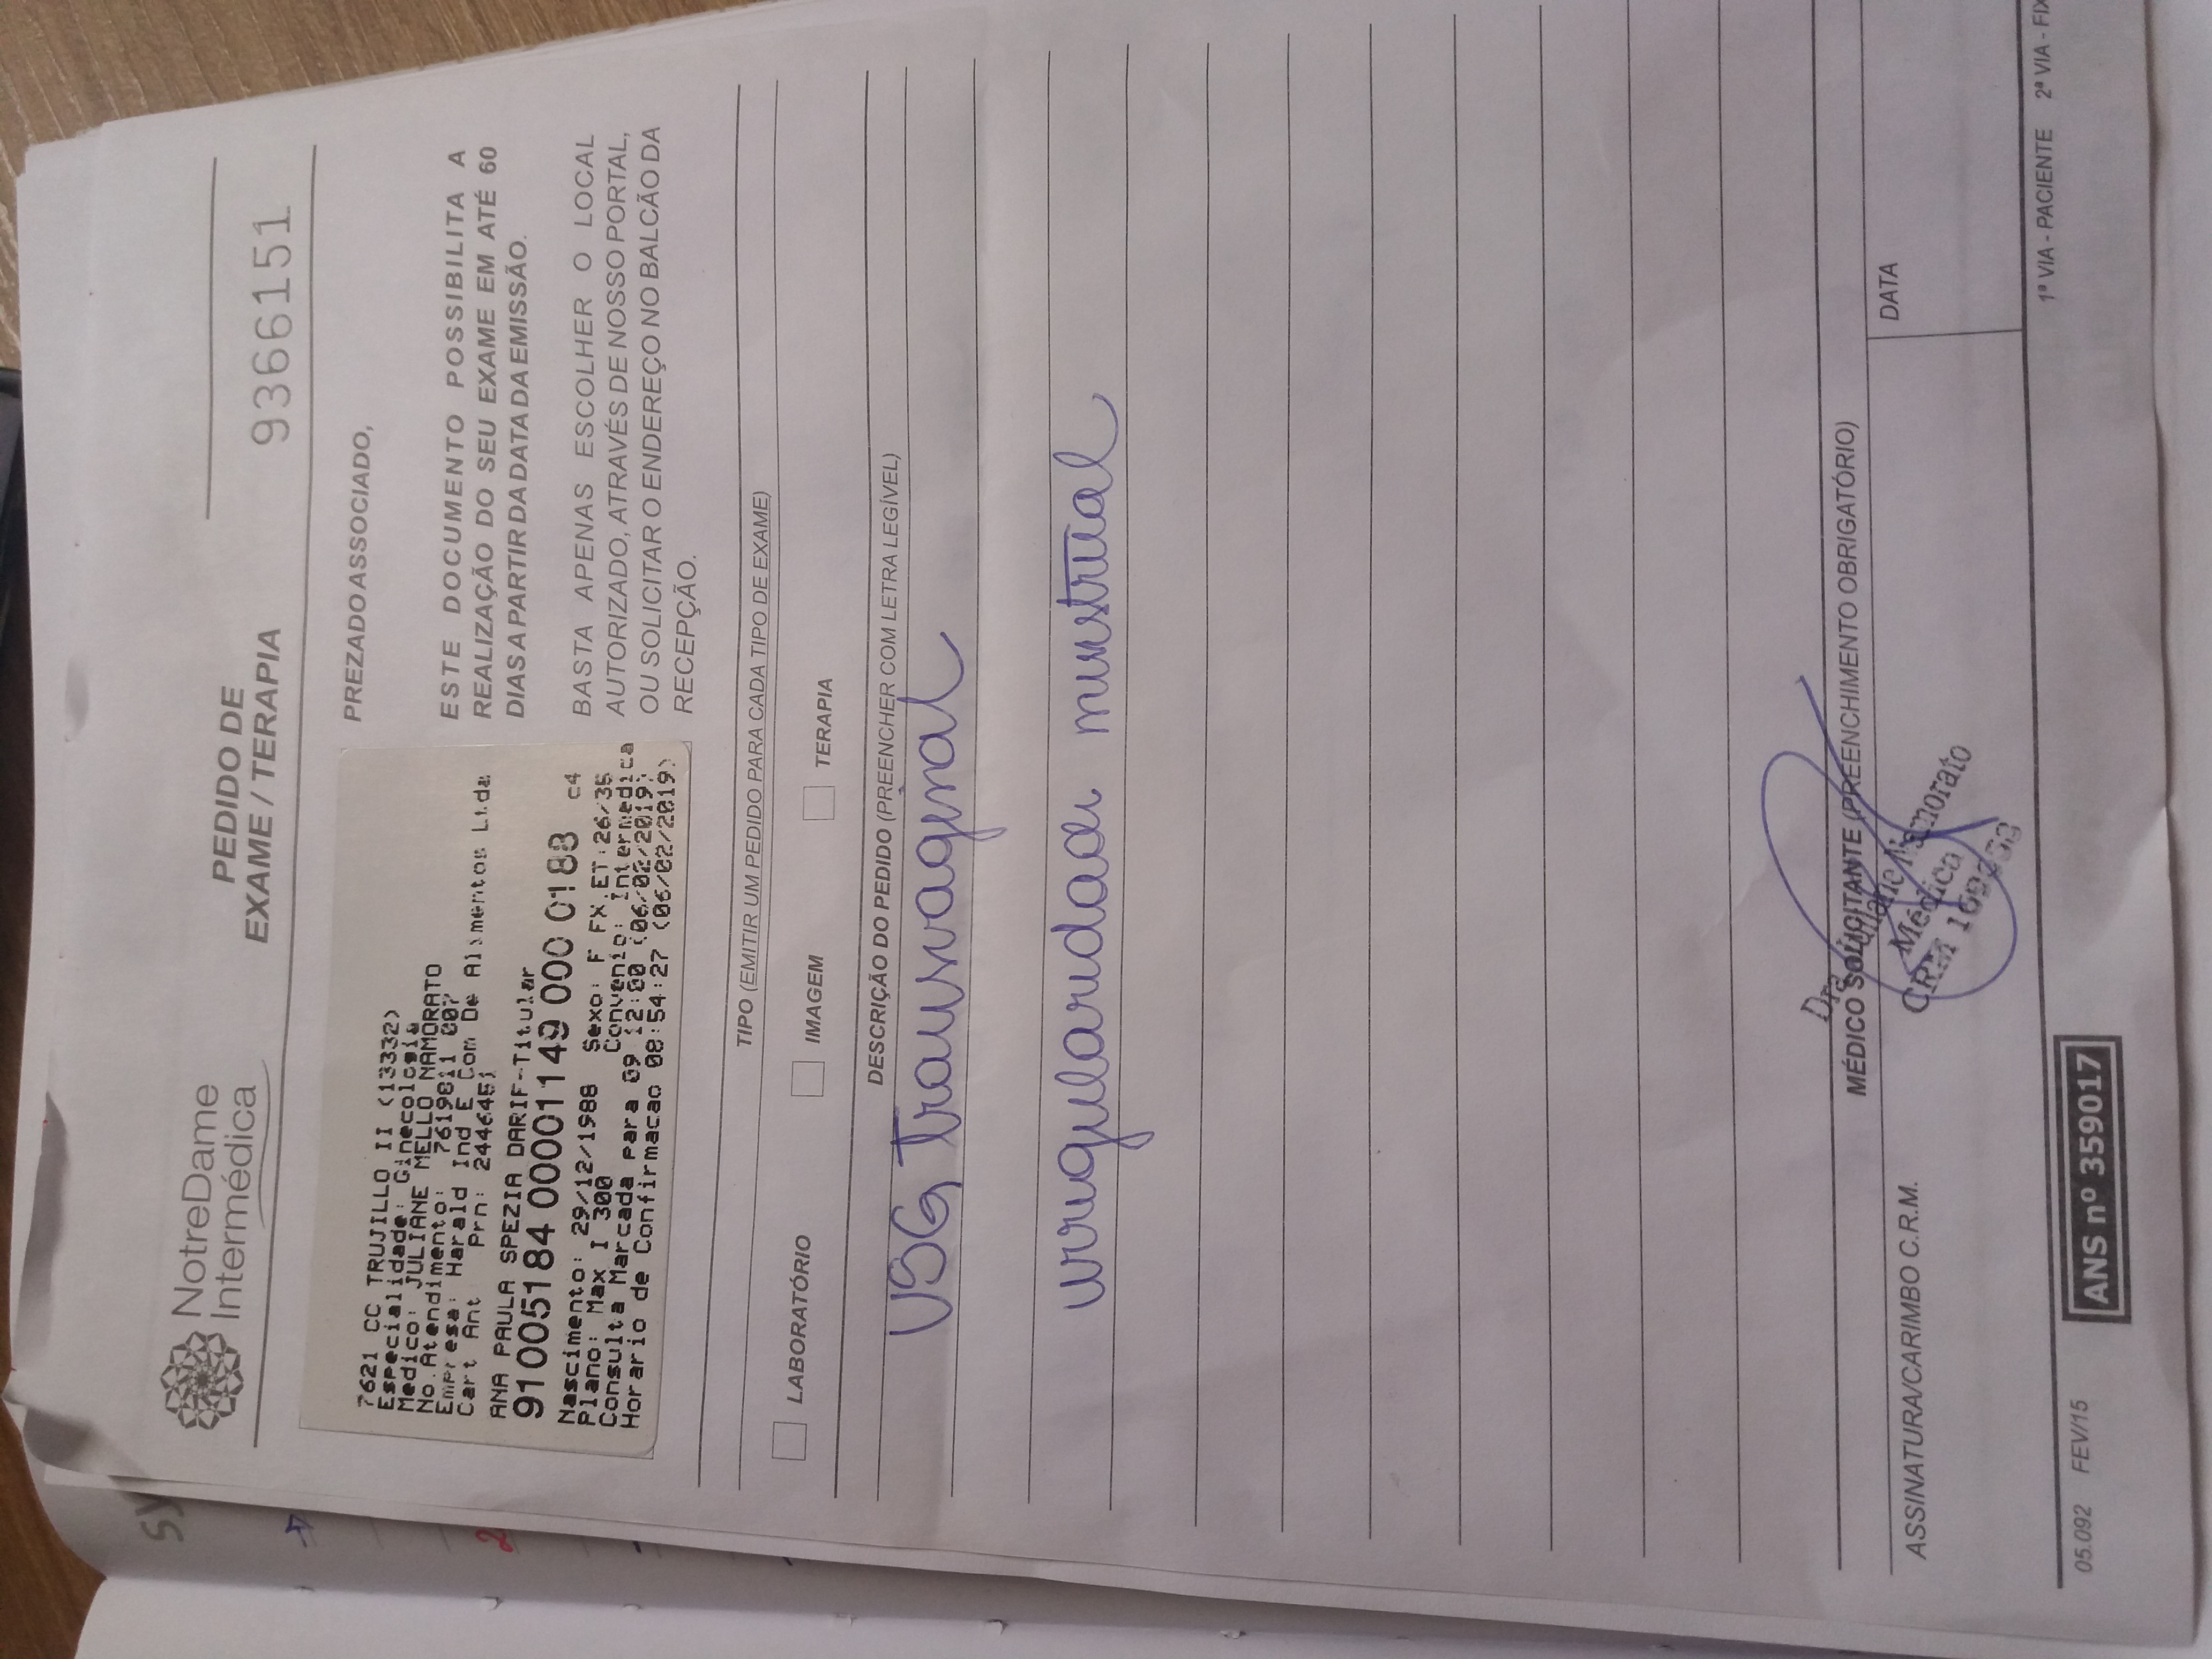 SY
NotreDame
Intermédica
PEDIDO DE
EXAME / TERAPIA
9366151
7621 CC TRUJILLO II (13332)
Especialidade: Ginecologia
Medico: JULIANE MELLO NAMORATO
No.Atendimento: 7619811 007
Empresa: Harald Ind E Com De Alimentos Ltda
Cart Ant Prn: 2446451
ANA PAULA SPEZIA DARIF-Titular
91005184 00001149 000 0188 c4
Nascimento: 29/12/1988 Sexo: F FX.ET:26/35
Plano: Max I 300 Convenio: Intermedica
Consulta Marcada para 09 12:00 (06/02/2019)
Horario de Confirmacao 08:54:27 (06/02/2019)
PREZADO ASSOCIADO,
ESTE DOCUMENTO POSSIBILITA A
REALIZAÇÃO DO SEU EXAME EM ATÉ 60
DIAS A PARTIR DA DATA DA EMISSÃO.
BASTA APENAS ESCOLHER O LOCAL
AUTORIZADO, ATRAVÉS DE NOSSO PORTAL,
OU SOLICITAR O ENDEREÇO NO BALCÃO DA
RECEPÇÃO.
TIPO (EMITIR UM PEDIDO PARA CADA TIPO DE EXAME)
LABORATÓRIO IMAGEM TERAPIA
DESCRIÇÃO DO PEDIDO (PREENCHER COM LETRA LEGÍVEL)
USG transvaginal
irregularidade menstrual
MÉDICO SOLICITANTE (PREENCHIMENTO OBRIGATÓRIO)
ASSINATURA/CARIMBO C.R.M.
Dra. Juliane Namorato
Médica
CRM
DATA
1ª VIA - PACIENTE 2ª VIA - FIX
05.092 FEV/15
ANS nº 359017